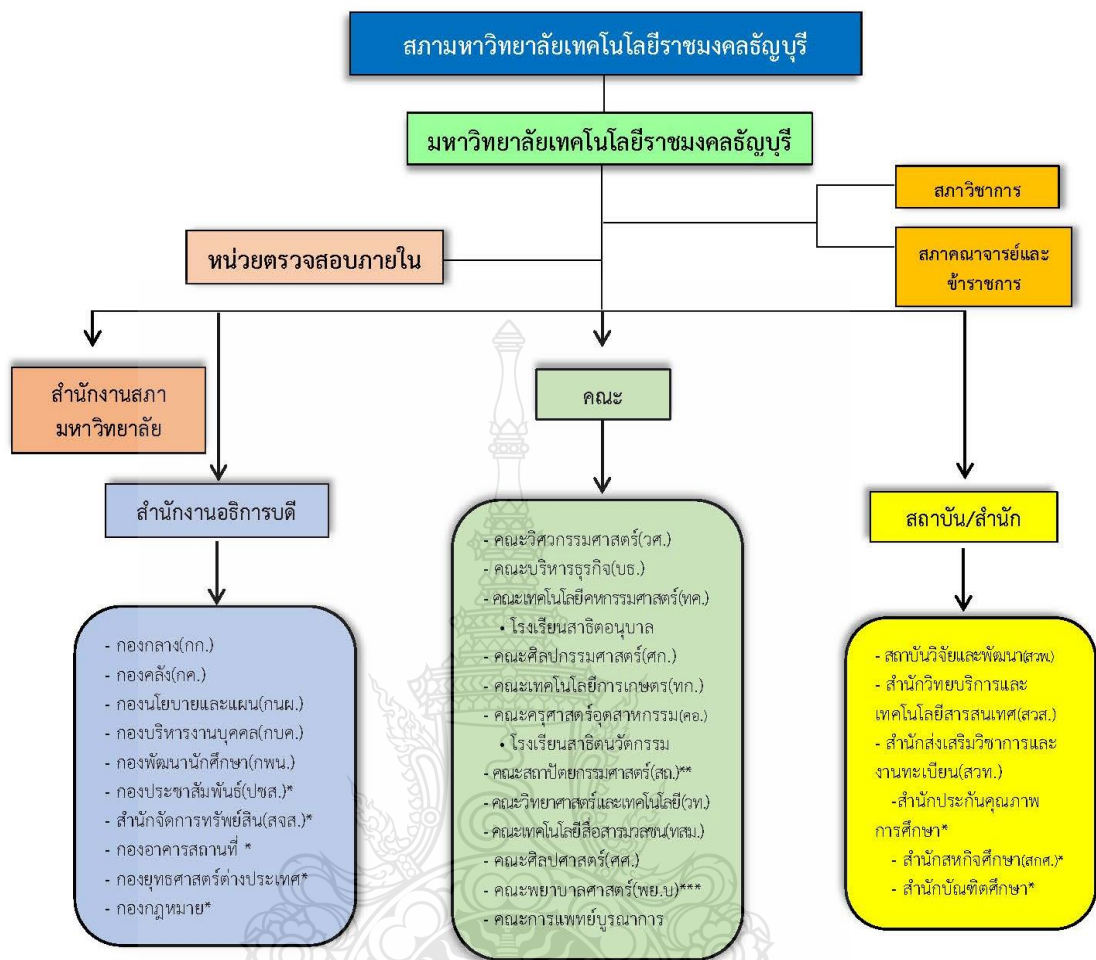 สภามหาวิทยาลัยเทคโนโลยีราชมงคลธัญบุรี
มหาวิทยาลัยเทคโนโลยีราชมงคลธัญบุรี
สภาวิชาการ
หน่วยตรวจสอบภายใน
สภาคณาจารย์และ
ข้าราชการ
สำนักงานสภา
มหาวิทยาลัย
คณะ
สำนักงานอธิการบดี
สถาบัน/สำนัก
- กองกลาง(กก.)
- กองคลัง(กค.)
- กองนโยบายและแผน(กนผ.)
- กองบริหารงานบุคคล(กบค.)
- กองพัฒนานักศึกษา(กพน.)
- กองประชาสัมพันธ์(ปชส.)*
- สำนักจัดการทรัพย์สิน(สจส.)*
- กองอาคารสถานที่ *
- กองยุทธศาสตร์ต่างประเทศ*
- กองกฎหมาย*
- คณะวิศวกรรมศาสตร์(วศ.)
- คณะบริหารธุรกิจ(บธ.)
- คณะเทคโนโลยีคหกรรมศาสตร์(ทค.)
• โรงเรียนสาธิตอนุบาล
- คณะศิลปกรรมศาสตร์(ศก.)
- คณะเทคโนโลยีการเกษตร(ทก.)
- คณะครุศาสตร์อุตสาหกรรม(คอ.)
• โรงเรียนสาธิตนวัตกรรม
- คณะสถาปัตยกรรมศาสตร์(สถ.)**
- คณะวิทยาศาสตร์และเทคโนโลยี(วท.)
- คณะเทคโนโลยีสื่อสารมวลชน(ทสม.)
- คณะศิลปศาสตร์(ศศ.)
- คณะพยาบาลศาสตร์(พย.บ)***
- คณะการแพทย์บูรณาการ
- สถาบันวิจัยและพัฒนา(สวพ.)
- สำนักวิทยบริการและ
เทคโนโลยีสารสนเทศ(สวส.)
- สำนักส่งเสริมวิชาการและ
งานทะเบียน(สวท.)
-สำนักประกันคุณภาพ
การศึกษา*
- สำนักสหกิจศึกษา(สกศ.)*
- สำนักบัณฑิตศึกษา*